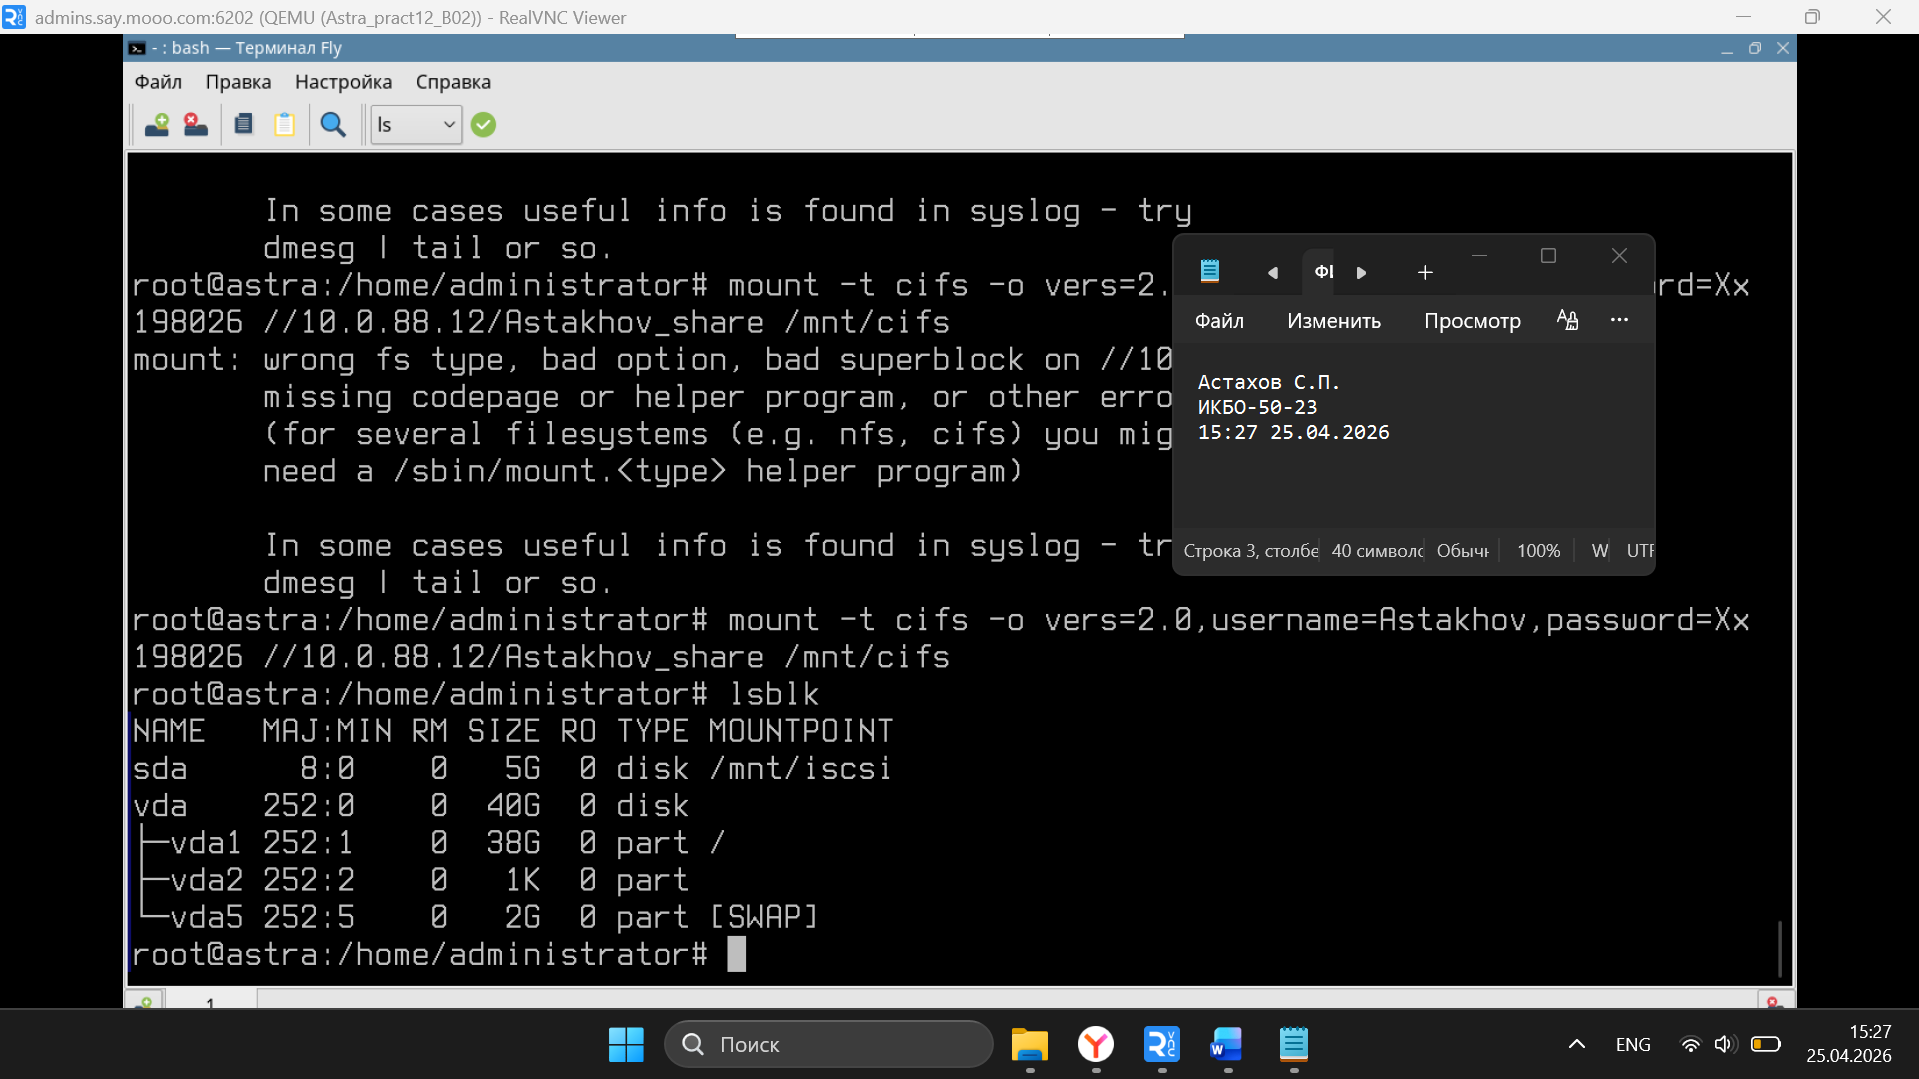 admins.say.mooo.com:6202 (QEMU (Astra_pract12_B02)) - RealVNC Viewer
- : bash — Терминал Fly
Файл Правка Настройка Справка
ls
In some cases useful info is found in syslog - try
dmesg | tail or so.
root@astra:/home/administrator# mount -t cifs -o vers=2. rd=Xx
198026 //10.0.88.12/Astakhov_share /mnt/cifs
mount: wrong fs type, bad option, bad superblock on //10
missing codepage or helper program, or other erro
(for several filesystems (e.g. nfs, cifs) you mig
need a /sbin/mount.<type> helper program)
In some cases useful info is found in syslog - tr
dmesg | tail or so.
root@astra:/home/administrator# mount -t cifs -o vers=2.0,username=Astakhov,password=Xx
198026 //10.0.88.12/Astakhov_share /mnt/cifs
root@astra:/home/administrator# lsblk
NAME MAJ:MIN RM SIZE RO TYPE MOUNTPOINT
sda 8:0 0 5G 0 disk /mnt/iscsi
vda 252:0 0 40G 0 disk
├─vda1 252:1 0 38G 0 part /
├─vda2 252:2 0 1K 0 part
└─vda5 252:5 0 2G 0 part [SWAP]
root@astra:/home/administrator#
1
Файл Изменить Просмотр
Астахов С.П.
ИКБО-50-23
15:27 25.04.2026
Строка 3, столбе 40 символо Обычн 100% W UTF
Поиск
ENG
15:27
25.04.2026